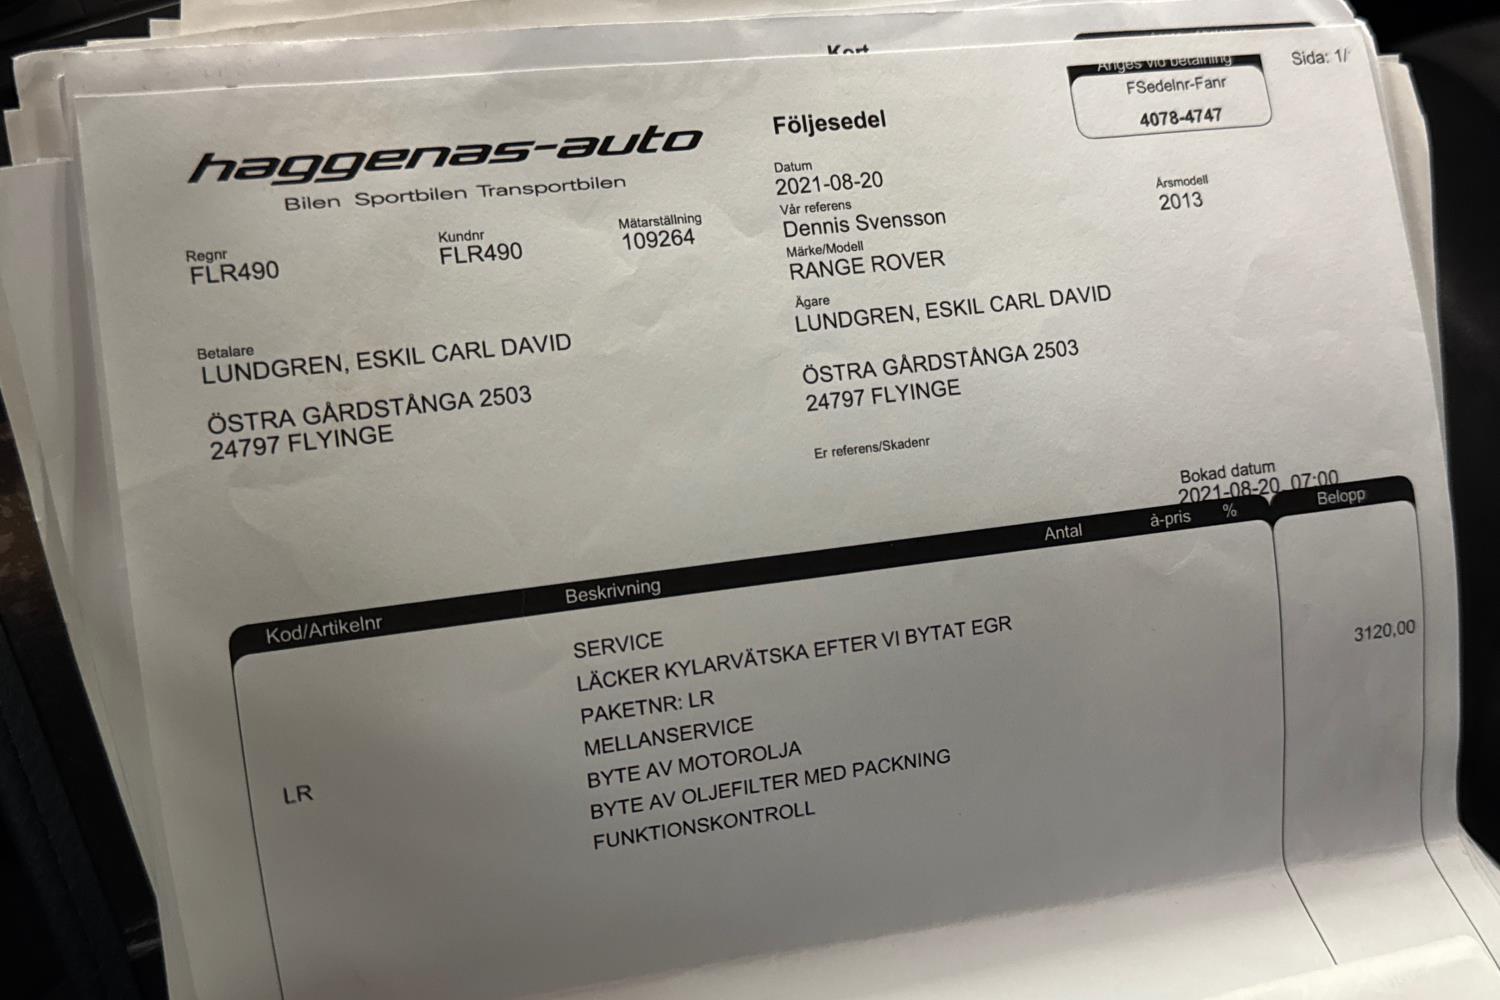 Kort
Anges vid betalning
Sida: 1/
FSedelnr-Fanr
4078-4747
haggenas-auto
Bilen Sportbilen Transportbilen
Följesedel
Datum
2021-08-20
Vår referens
Dennis Svensson
Årsmodell
2013
Märke/Modell
RANGE ROVER
Regnr
FLR490
Kundnr
FLR490
Mätarställning
109264
Ägare
LUNDGREN, ESKIL CARL DAVID
ÖSTRA GÅRDSTÅNGA 2503
24797 FLYINGE
Betalare
LUNDGREN, ESKIL CARL DAVID
ÖSTRA GÅRDSTÅNGA 2503
24797 FLYINGE
Er referens/Skadenr
Bokad datum
2021-08-20 07:00
Kod/Artikelnr Beskrivning Antal à-pris % Belopp
SERVICE
LÄCKER KYLARVÄTSKA EFTER VI BYTAT EGR 3120,00
PAKETNR: LR
MELLANSERVICE
LR BYTE AV MOTOROLJA
BYTE AV OLJEFILTER MED PACKNING
FUNKTIONSKONTROLL